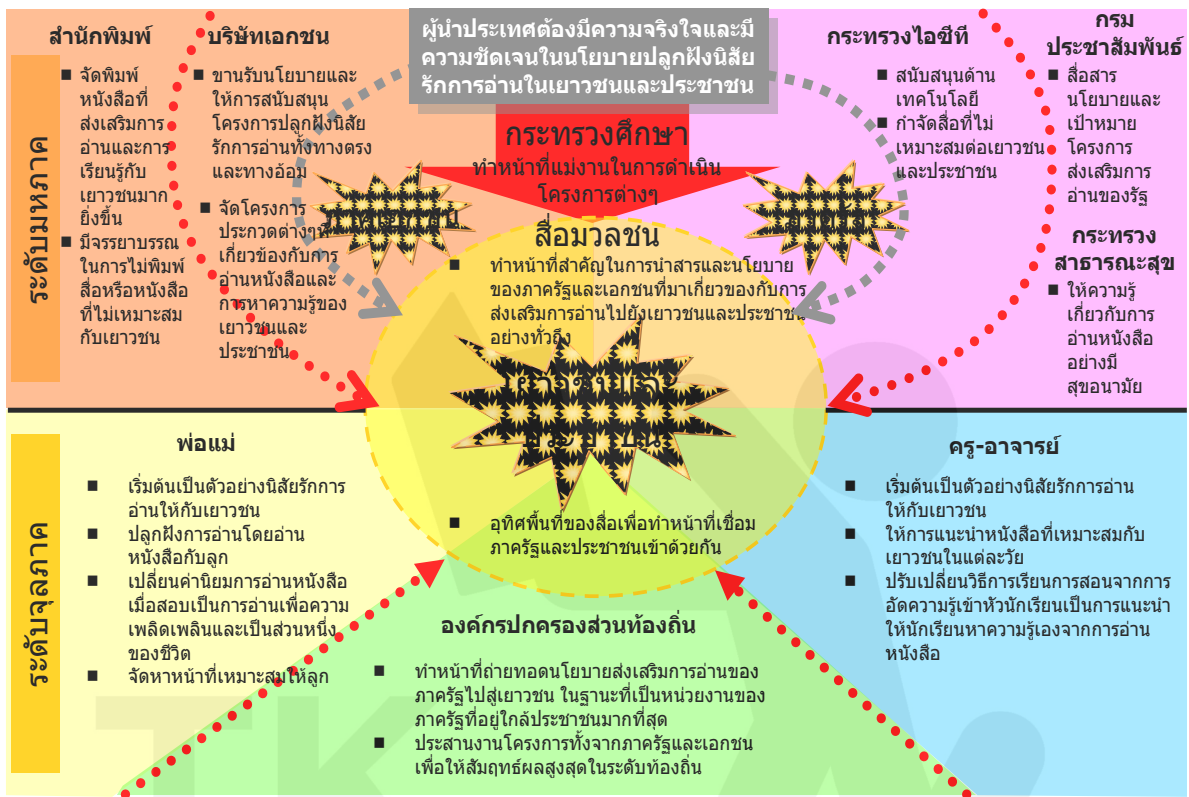 ผู้นำประเทศต้องมีความจริงใจและมี
ความชัดเจนในนโยบายปลูกฝังนิสัย
รักการอ่านในเยาวชนและประชาชน
ระดับมหภาค
สำนักพิมพ์
จัดพิมพ์
หนังสือที่
ส่งเสริมการ
อ่านและการ
เรียนรู้กับ
เยาวชนมาก
ยิ่งขึ้น
มีจรรยาบรรณ
ในการไม่พิมพ์
สื่อหรือหนังสือ
ที่ไม่เหมาะสม
กับเยาวชน
บริษัทเอกชน
ขานรับนโยบายและ
ให้การสนับสนุน
โครงการปลูกฝังนิสัย
รักการอ่านทั้งทางตรง
และทางอ้อม
จัดโครงการ
ประกวดต่างๆที่
เกี่ยวข้องกับการ
อ่านหนังสือและ
การหาความรู้ของ
เยาวชนและ
ประชาชน
กระทรวงศึกษา
ทำหน้าที่แม่งานในการดำเนิน
โครงการต่างๆ
สื่อมวลชน
ทำหน้าที่สำคัญในการนำสารและนโยบาย
ของภาครัฐและเอกชนที่มาเกี่ยวของกับการ
ส่งเสริมการอ่านไปยังเยาวชนและประชาชน
อย่างทั่วถึง
เยาวชนและ
ประชาชน
อุทิศพื้นที่ของสื่อเพื่อทำหน้าที่เชื่อม
ภาครัฐและประชาชนเข้าด้วยกัน
กระทรวงไอซีที
สนับสนุนด้าน
เทคโนโลยี
กำจัดสื่อที่ไม่
เหมาะสมต่อเยาวชน
และประชาชน
กรม
ประชาสัมพันธ์
สื่อสาร
นโยบายและ
เป้าหมาย
โครงการ
ส่งเสริมการ
อ่านของรัฐ
กระทรวง
สาธารณะสุข
ให้ความรู้
เกี่ยวกับการ
อ่านหนังสือ
อย่างมี
สุขอนามัย
ระดับจุลภาค
พ่อแม่
เริ่มต้นเป็นตัวอย่างนิสัยรักการ
อ่านให้กับเยาวชน
ปลูกฝังการอ่านโดยอ่าน
หนังสือกับลูก
เปลี่ยนค่านิยมการอ่านหนังสือ
เมื่อสอบเป็นการอ่านเพื่อความ
เพลิดเพลินและเป็นส่วนหนึ่ง
ของชีวิต
จัดหาหน้าที่เหมาะสมให้ลูก
องค์กรปกครองส่วนท้องถิ่น
ทำหน้าที่ถ่ายทอดนโยบายส่งเสริมการอ่านของ
ภาครัฐไปสู่เยาวชน ในฐานะที่เป็นหน่วยงานของ
ภาครัฐที่อยู่ใกล้ประชาชนมากที่สุด
ประสานงานโครงการทั้งจากภาครัฐและเอกชน
เพื่อให้สัมฤทธ์ผลสูงสุดในระดับท้องถิ่น
ครู-อาจารย์
เริ่มต้นเป็นตัวอย่างนิสัยรักการอ่าน
ให้กับเยาวชน
ให้การแนะนำหนังสือที่เหมาะสมกับ
เยาวชนในแต่ละวัย
ปรับเปลี่ยนวิธีการเรียนการสอนจากการ
อัดความรู้เข้าหัวนักเรียนเป็นการแนะนำ
ให้นักเรียนหาความรู้เองจากการอ่าน
หนังสือ
TK